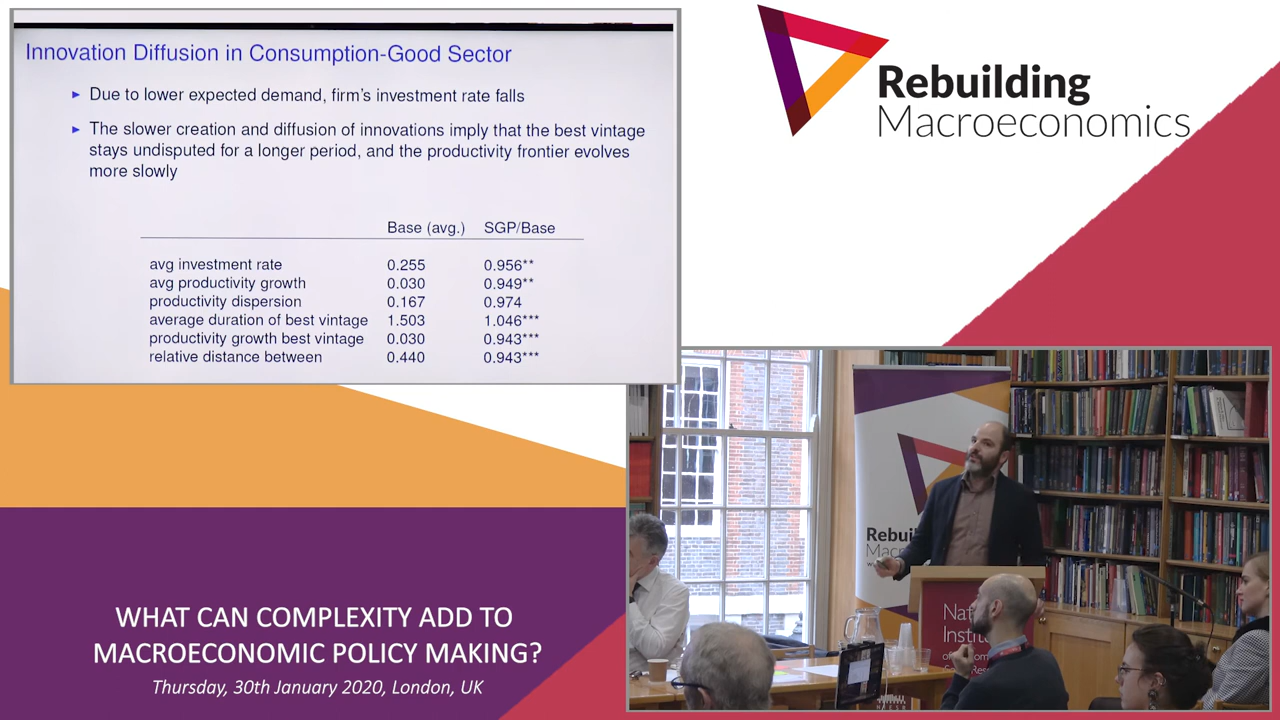 Innovation Diffusion in Consumption-Good Sector
► Due to lower expected demand, firm's investment rate falls
► The slower creation and diffusion of innovations imply that the best vintage
stays undisputed for a longer period, and the productivity frontier evolves
more slowly
Base (avg.) SGP/Base
avg investment rate 0.255 0.956**
avg productivity growth 0.030 0.949**
productivity dispersion 0.167 0.974
average duration of best vintage 1.503 1.046***
productivity growth best vintage 0.030 0.943***
relative distance between 0.440 0.943***
Rebuilding
Macroeconomics
WHAT CAN COMPLEXITY ADD TO
MACROECONOMIC POLICY MAKING?
Thursday, 30th January 2020, London, UK
Rebui
Mac
Nat
Instit